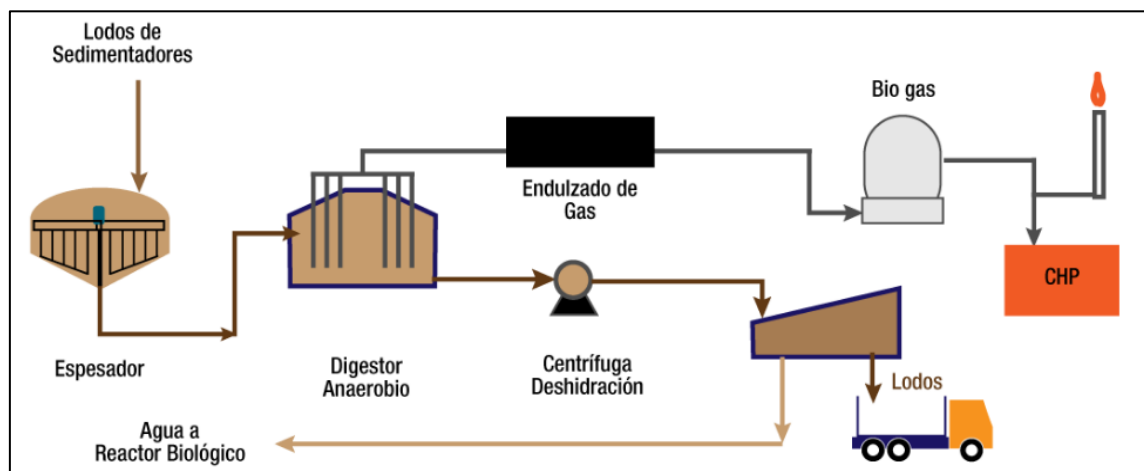 Lodos de
Sedimentadores
Bio gas
Endulzado de
Gas
CHP
Espesador
Digestor
Anaerobio
Centrífuga
Deshidración
Lodos
Agua a
Reactor Biológico